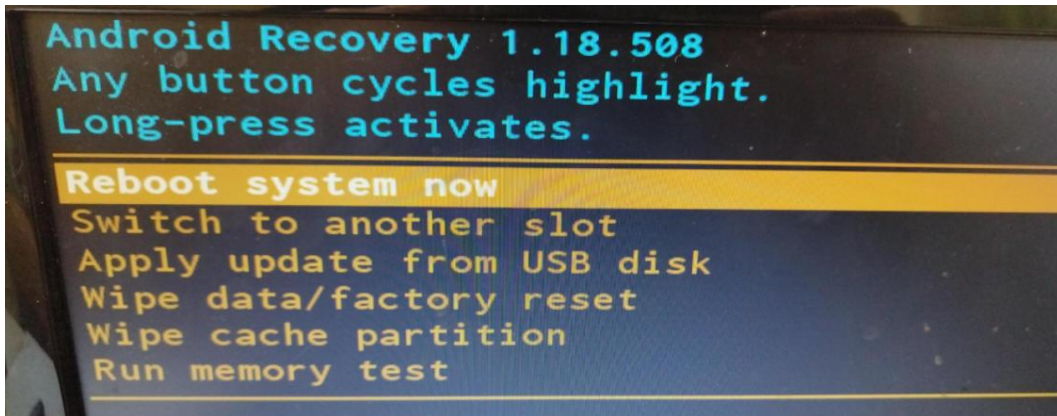 Android Recovery 1.18.508
Any button cycles highlight.
Long-press activates.
Reboot system now
Switch to another slot
Apply update from USB disk
Wipe data/factory reset
Wipe cache partition
Run memory test